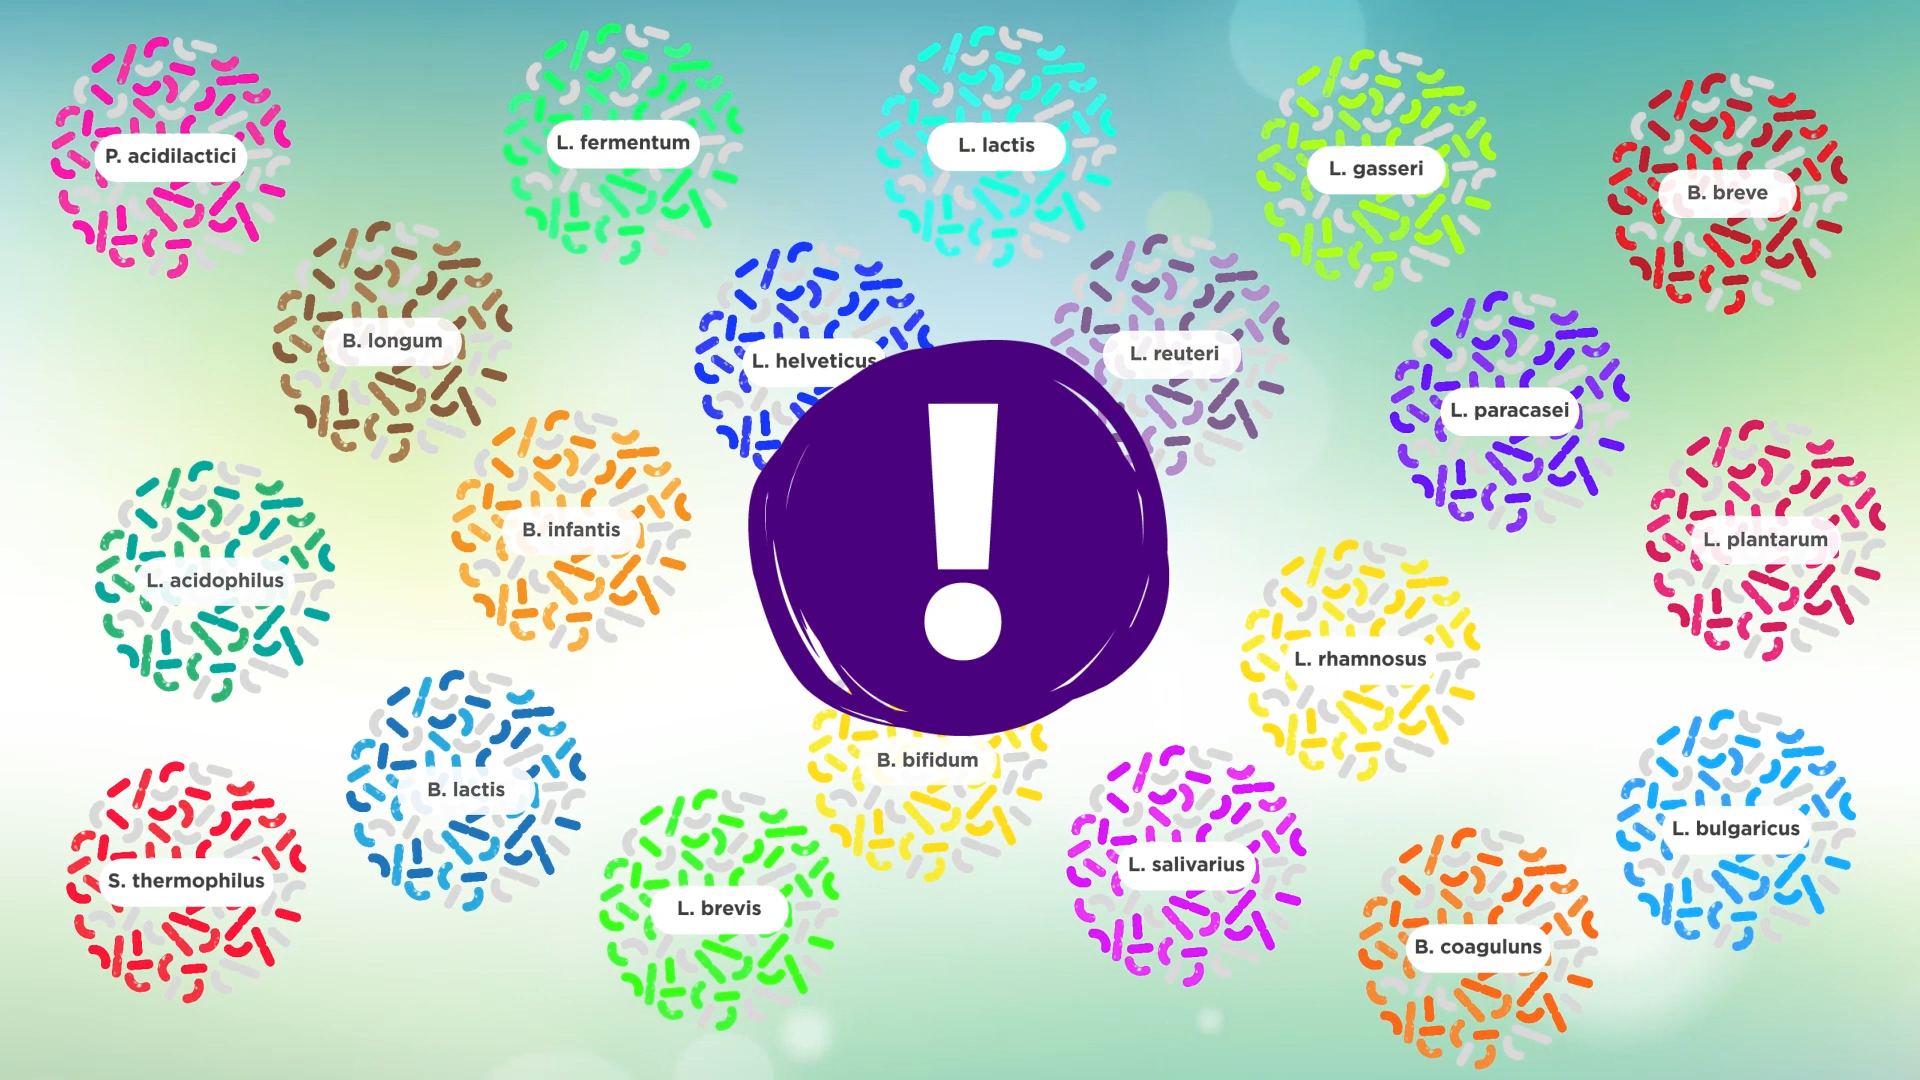 P. acidilactici
L. fermentum
L. lactis
L. gasseri
B. breve
B. longum
L. helveticus
L. reuteri
L. paracasei
L. plantarum
B. infantis
L. acidophilus
!
L. rhamnosus
B. lactis
B. bifidum
L. bulgaricus
S. thermophilus
L. brevis
L. salivarius
B. coaguluns